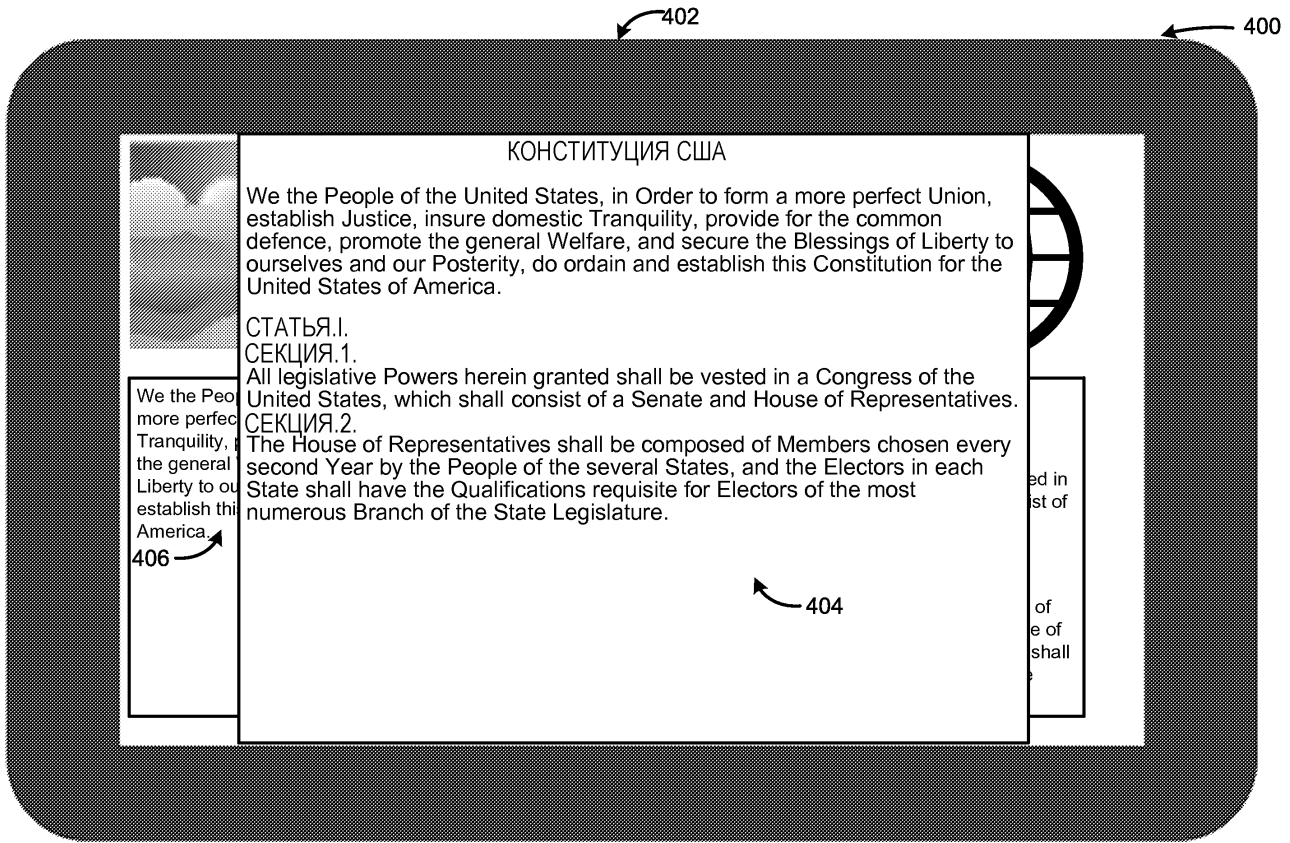 402
400
КОНСТИТУЦИЯ США
We the People of the United States, in Order to form a more perfect Union,
establish Justice, insure domestic Tranquility, provide for the common
defence, promote the general Welfare, and secure the Blessings of Liberty to
ourselves and our Posterity, do ordain and establish this Constitution for the
United States of America.
СТАТЬЯ.I.
СЕКЦИЯ.1.
All legislative Powers herein granted shall be vested in a Congress of the
United States, which shall consist of a Senate and House of Representatives.
СЕКЦИЯ.2.
The House of Representatives shall be composed of Members chosen every
second Year by the People of the several States, and the Electors in each
State shall have the Qualifications requisite for Electors of the most
numerous Branch of the State Legislature.
404
We the
more
Tranquility,
the general
Liberty to
establish
America.
406
ed in
ist of
of
e of
shall